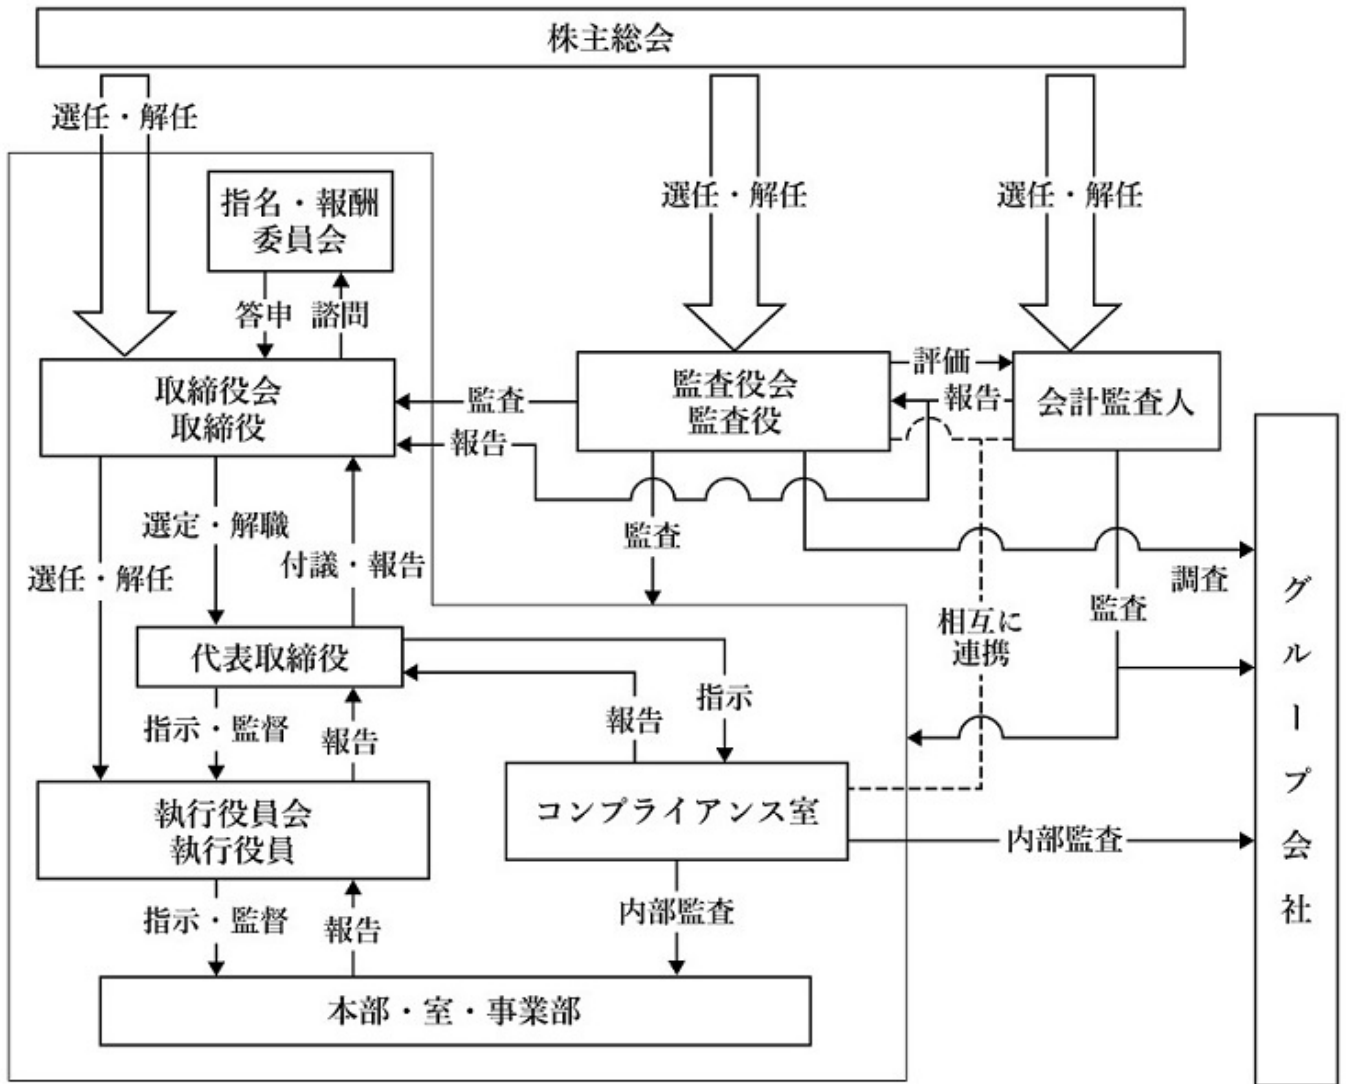 株主総会
選任・解任
選任・解任
選任・解任
指名・報酬
委員会
答申
諮問
取締役会
取締役
監査
報告
監査役会
監査役
評価
報告
会計監査人
選定・解職
選任・解任
付議・報告
監査
調査
監査
相互に
連携
グループ会社
代表取締役
指示
報告
指示・監督
報告
執行役員会
執行役員
コンプライアンス室
内部監査
指示・監督
報告
内部監査
本部・室・事業部